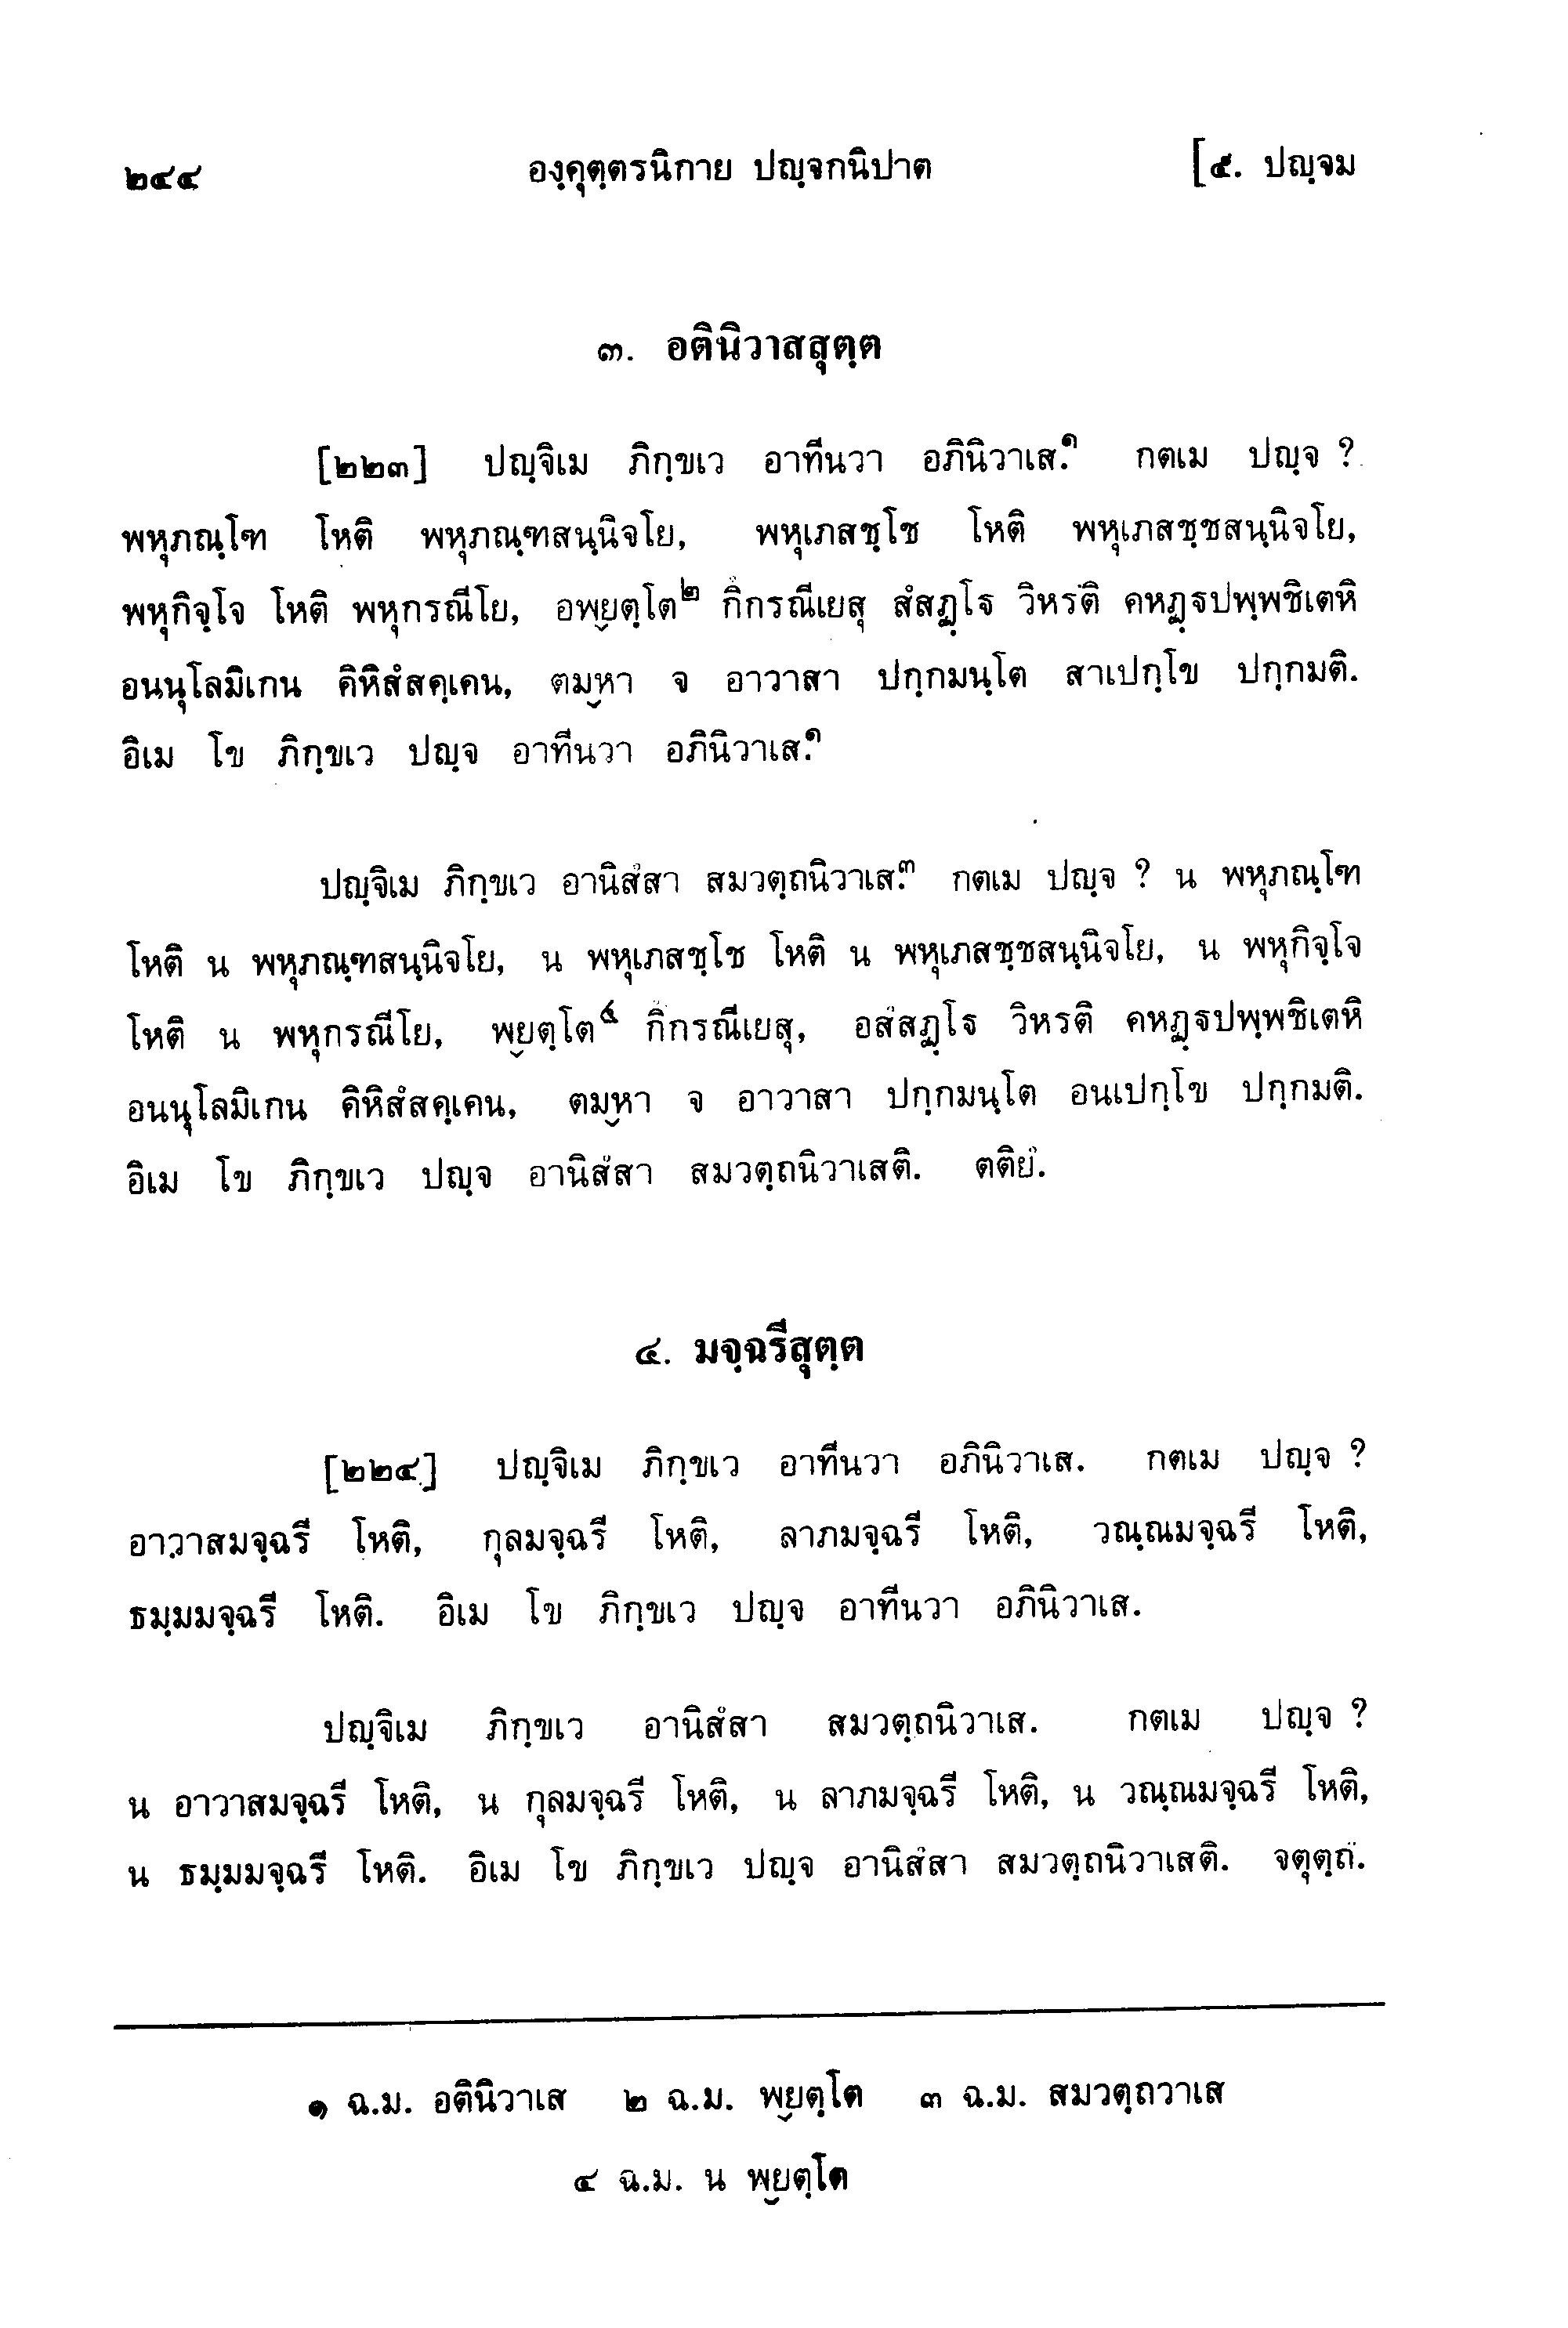 ๒๔๔ องฺคุตฺตรนิกาย ปญฺจกนิปาต [๕. ปญฺจม
๓. อตินิวาสสุตฺต
[๒๒๓] ปญฺจิเม ภิกฺขเว อาทีนวา อภินิวาเส.๑ กตเม ปญฺจ ?
พหุภณฺโฑ โหติ พหุภณฺฑสนฺนิจโย, พหุเภสชฺโช โหติ พหุเภสชฺชสนฺนิจโย,
พหุกิจฺโจ โหติ พหุกรณีโย, อพฺยตฺโต๒ กึกรณีเยสุ สํสฏฺโฐ วิหรติ คหฏฺฐปพฺพชิเตหิ
อนนุโลมิเกน คิหิสํสคฺเคน, ตมฺหา จ อาวาสา ปกฺกมนฺโต สาเปกฺโข ปกฺกมติ.
อิเม โข ภิกฺขเว ปญฺจ อาทีนวา อภินิวาเส.๑
ปญฺจิเม ภิกฺขเว อานิสํสา สมวตฺถนิวาเส.๓ กตเม ปญฺจ ? น พหุภณฺโฑ
โหติ น พหุภณฺฑสนฺนิจโย, น พหุเภสชฺโช โหติ น พหุเภสชฺชสนฺนิจโย, น พหุกิจฺโจ
โหติ น พหุกรณีโย, พฺยตฺโต๔ กึกรณีเยสุ, อสํสฏฺโฐ วิหรติ คหฏฺฐปพฺพชิเตหิ
อนนุโลมิเกน คิหิสํสคฺเคน, ตมฺหา จ อาวาสา ปกฺกมนฺโต อนเปกฺโข ปกฺกมติ.
อิเม โข ภิกฺขเว ปญฺจ อานิสํสา สมวตฺถนิวาเสติ. ตติยํ.
๔. มจฺฉรีสุตฺต
[๒๒๔] ปญฺจิเม ภิกฺขเว อาทีนวา อภินิวาเส. กตเม ปญฺจ ?
อาวาสมจฺฉรี โหติ, กุลมจฺฉรี โหติ, ลาภมจฺฉรี โหติ, วณฺณมจฺฉรี โหติ,
ธมฺมมจฺฉรี โหติ. อิเม โข ภิกฺขเว ปญฺจ อาทีนวา อภินิวาเส.
ปญฺจิเม ภิกฺขเว อานิสํสา สมวตฺถนิวาเส. กตเม ปญฺจ ?
น อาวาสมจฺฉรี โหติ, น กุลมจฺฉรี โหติ, น ลาภมจฺฉรี โหติ, น วณฺณมจฺฉรี โหติ,
น ธมฺมมจฺฉรี โหติ. อิเม โข ภิกฺขเว ปญฺจ อานิสํสา สมวตฺถนิวาเสติ. จตุตฺถํ.
๑ ฉ.ม. อตินิวาเส ๒ ฉ.ม. พฺยตฺโต ๓ ฉ.ม. สมวตฺถวาเส
๔ ฉ.ม. น พฺยตฺโต